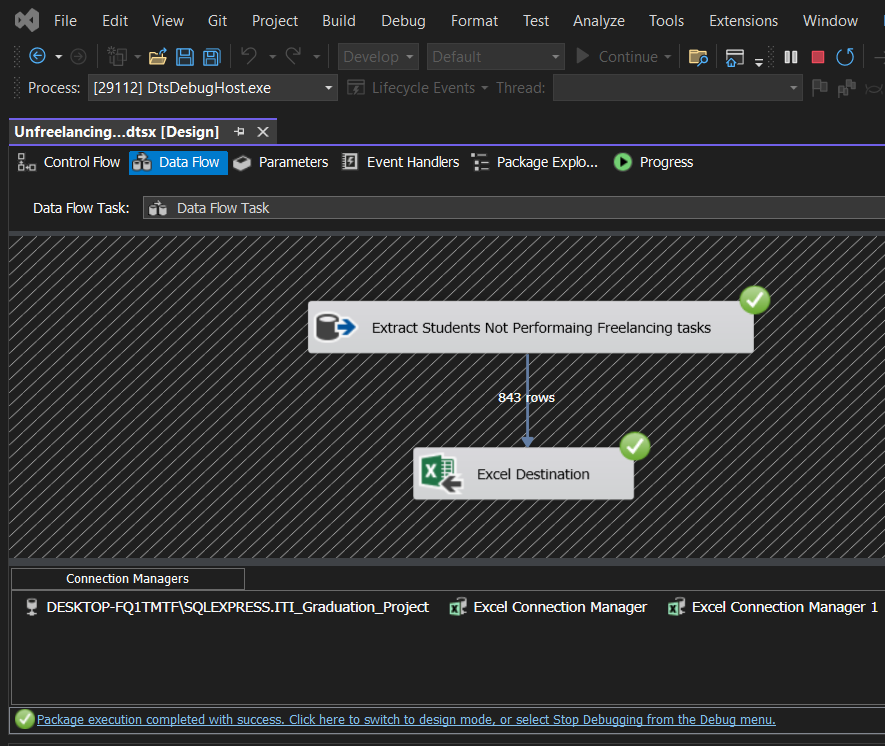 File Edit View Git Project Build Debug Format Test Analyze Tools Extensions Window
Develop Default Continue
Process: [29112] DtsDebugHost.exe Lifecycle Events Thread:
Unfreelancing...dtsx [Design]
Control Flow Data Flow Parameters Event Handlers Package Explo... Progress
Data Flow Task: Data Flow Task
Extract Students Not Performaing Freelancing tasks
843 rows
Excel Destination
Connection Managers
DESKTOP-FQ1TMTF\SQLEXPRESS.ITI_Graduation_Project Excel Connection Manager Excel Connection Manager 1
Package execution completed with success. Click here to switch to design mode, or select Stop Debugging from the Debug menu.